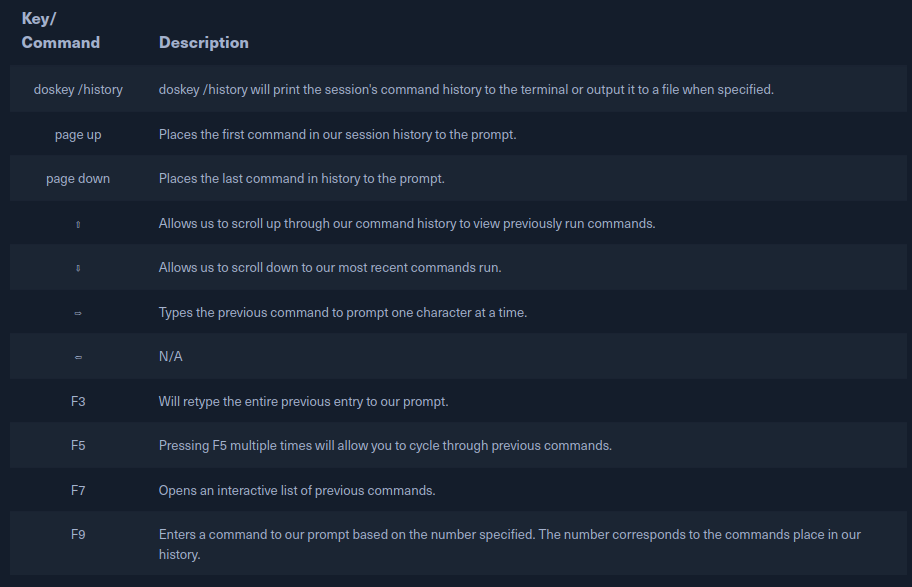 Key/
Command Description
doskey /history doskey /history will print the session's command history to the terminal or output it to a file when specified.
page up Places the first command in our session history to the prompt.
page down Places the last command in history to the prompt.
⇧ Allows us to scroll up through our command history to view previously run commands.
⇩ Allows us to scroll down to our most recent commands run.
⇨ Types the previous command to prompt one character at a time.
⇦ N/A
F3 Will retype the entire previous entry to our prompt.
F5 Pressing F5 multiple times will allow you to cycle through previous commands.
F7 Opens an interactive list of previous commands.
F9 Enters a command to our prompt based on the number specified. The number corresponds to the commands place in our
history.